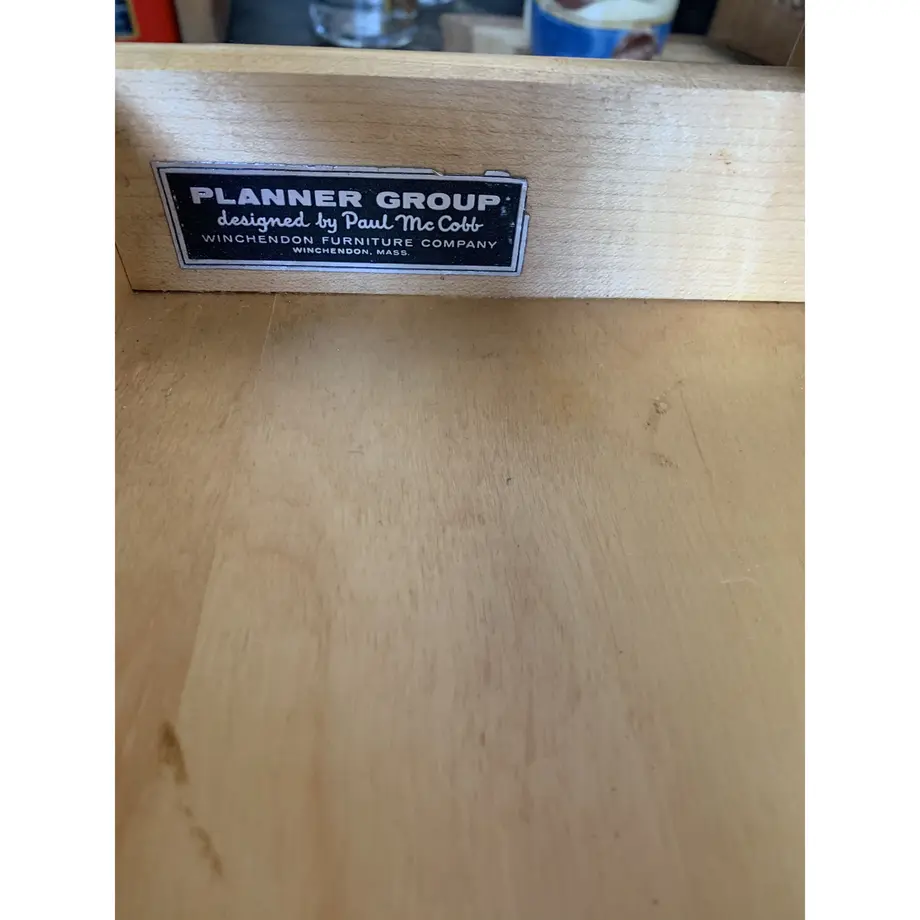 PLANNER GROUP
designed by Paul McCobb
WINCHENDON FURNITURE COMPANY
WINCHENDON, MASS.